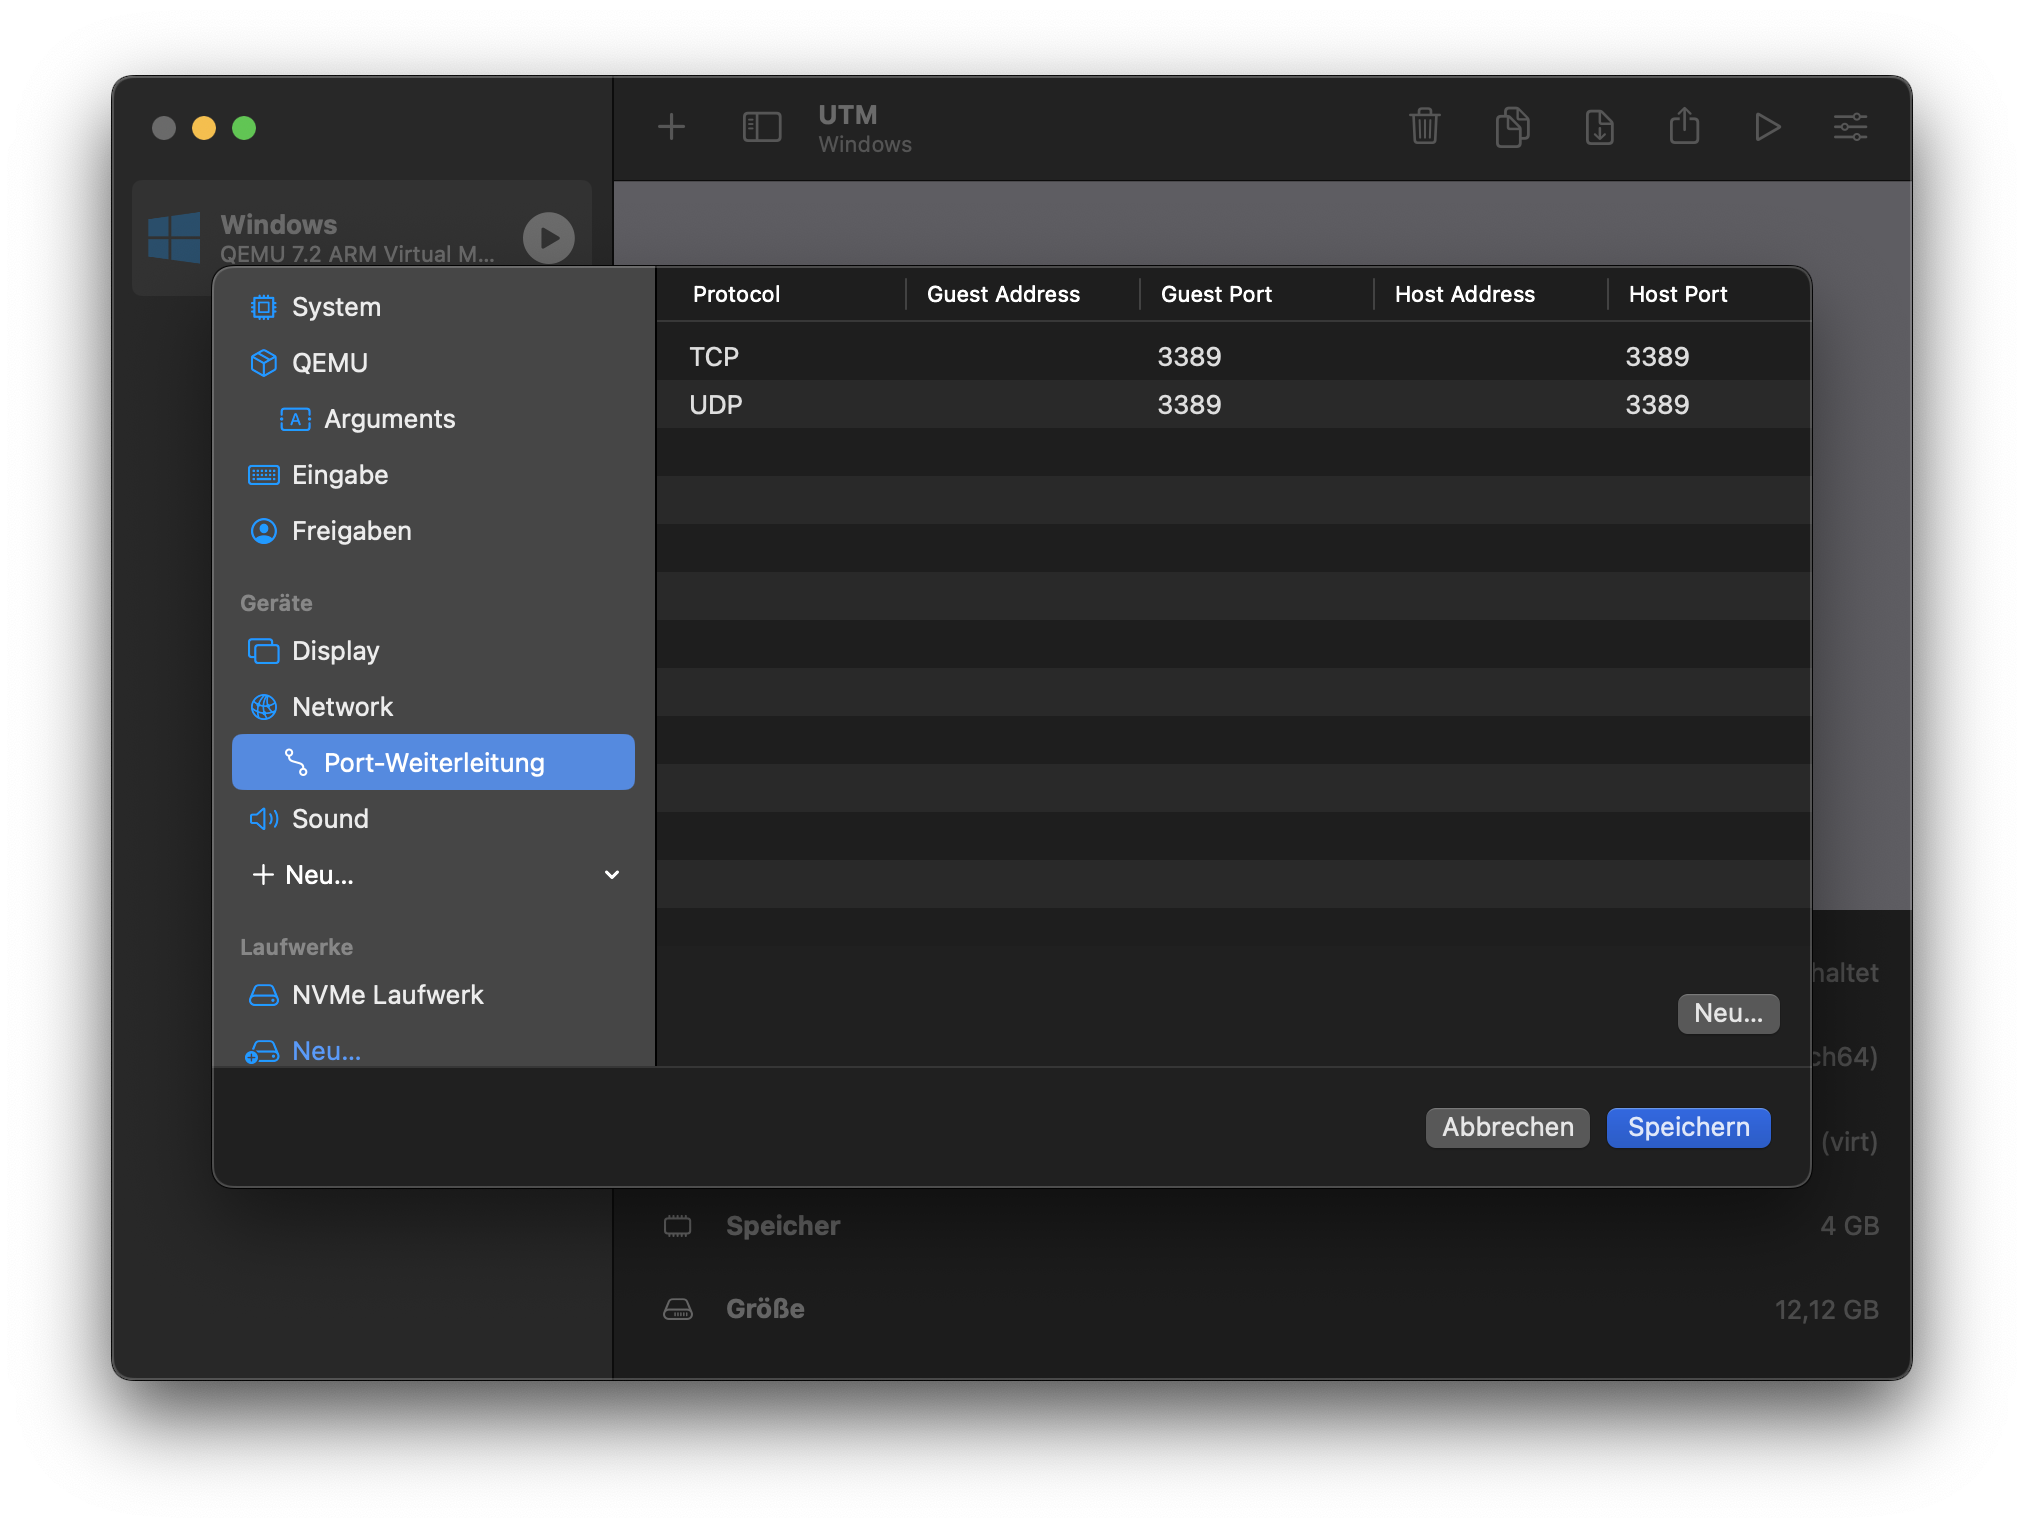 UTM
Windows
Windows
QEMU 7.2 ARM Virtual M...
System
QEMU
Arguments
Eingabe
Freigaben
Geräte
Display
Network
Port-Weiterleitung
Sound
Neu...
Laufwerke
NVMe Laufwerk
Neu...
Protocol Guest Address Guest Port Host Address Host Port
TCP 3389 3389
UDP 3389 3389
Neu...
Abbrechen Speichern
haltet
ch64)
(virt)
Speicher 4 GB
Größe 12,12 GB